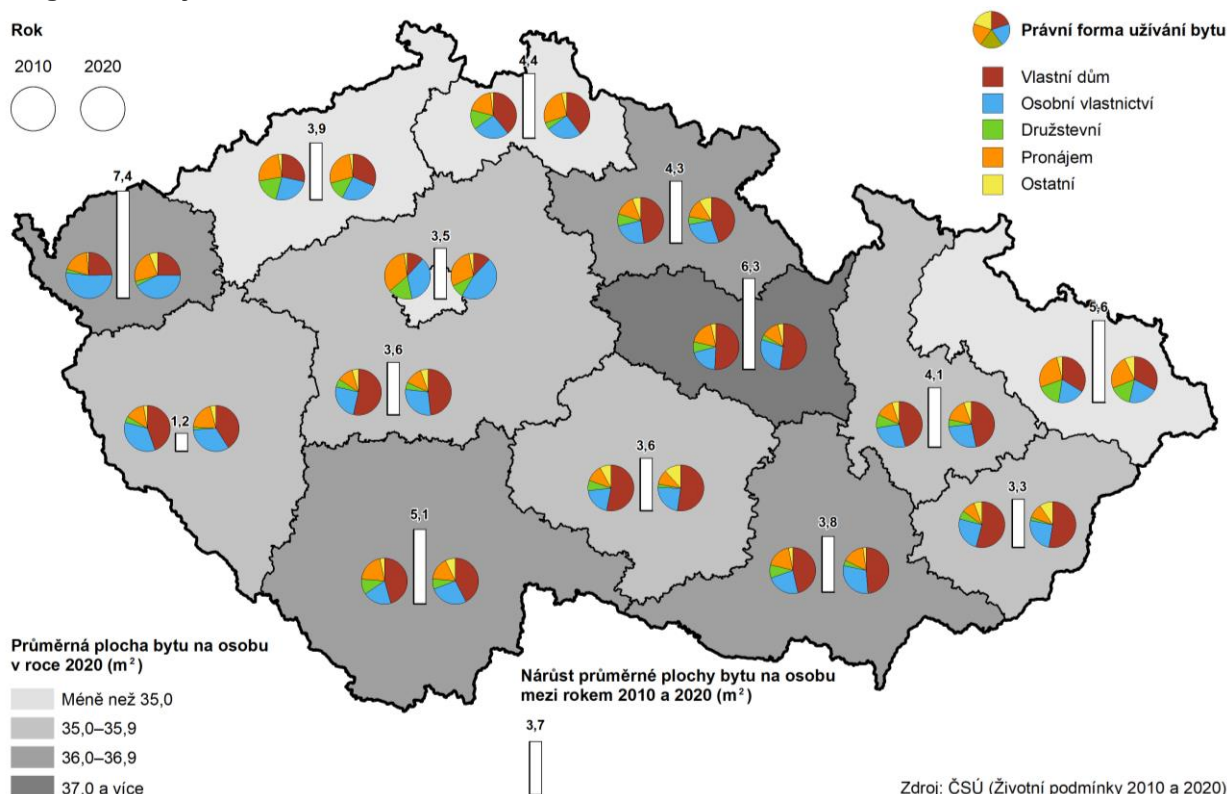 Rok
2010 2020
Právní forma užívání bytu
Vlastní dům
Osobní vlastnictví
Družstevní
Pronájem
Ostatní
4,4
3,9
7,4
4,3
3,5
6,3
5,6
3,6
4,1
1,2
3,6
3,3
5,1
3,8
Průměrná plocha bytu na osobu
v roce 2020 (m²)
Méně než 35,0
35,0–35,9
36,0–36,9
37,0 a více
Nárůst průměrné plochy bytu na osobu
mezi rokem 2010 a 2020 (m²)
3,7
Zdroj: ČSÚ (Životní podmínky 2010 a 2020)